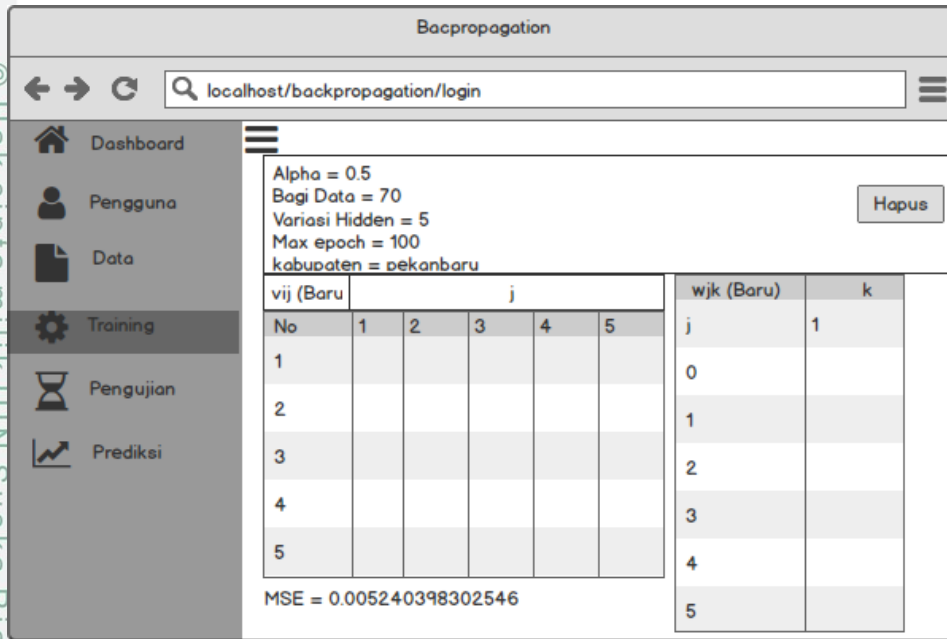 Bacpropagation
localhost/backpropagation/login
Dashboard
Pengguna
Data
Training
Pengujian
Prediksi
Alpha = 0.5
Bagi Data = 70
Variasi Hidden = 5
Max epoch = 100
kabupaten = pekanbaru
Hapus
vij (Baru j
No 1 2 3 4 5
1
2
3
4
5
MSE = 0.005240398302546
wjk (Baru) k
j 1
0
1
2
3
4
5